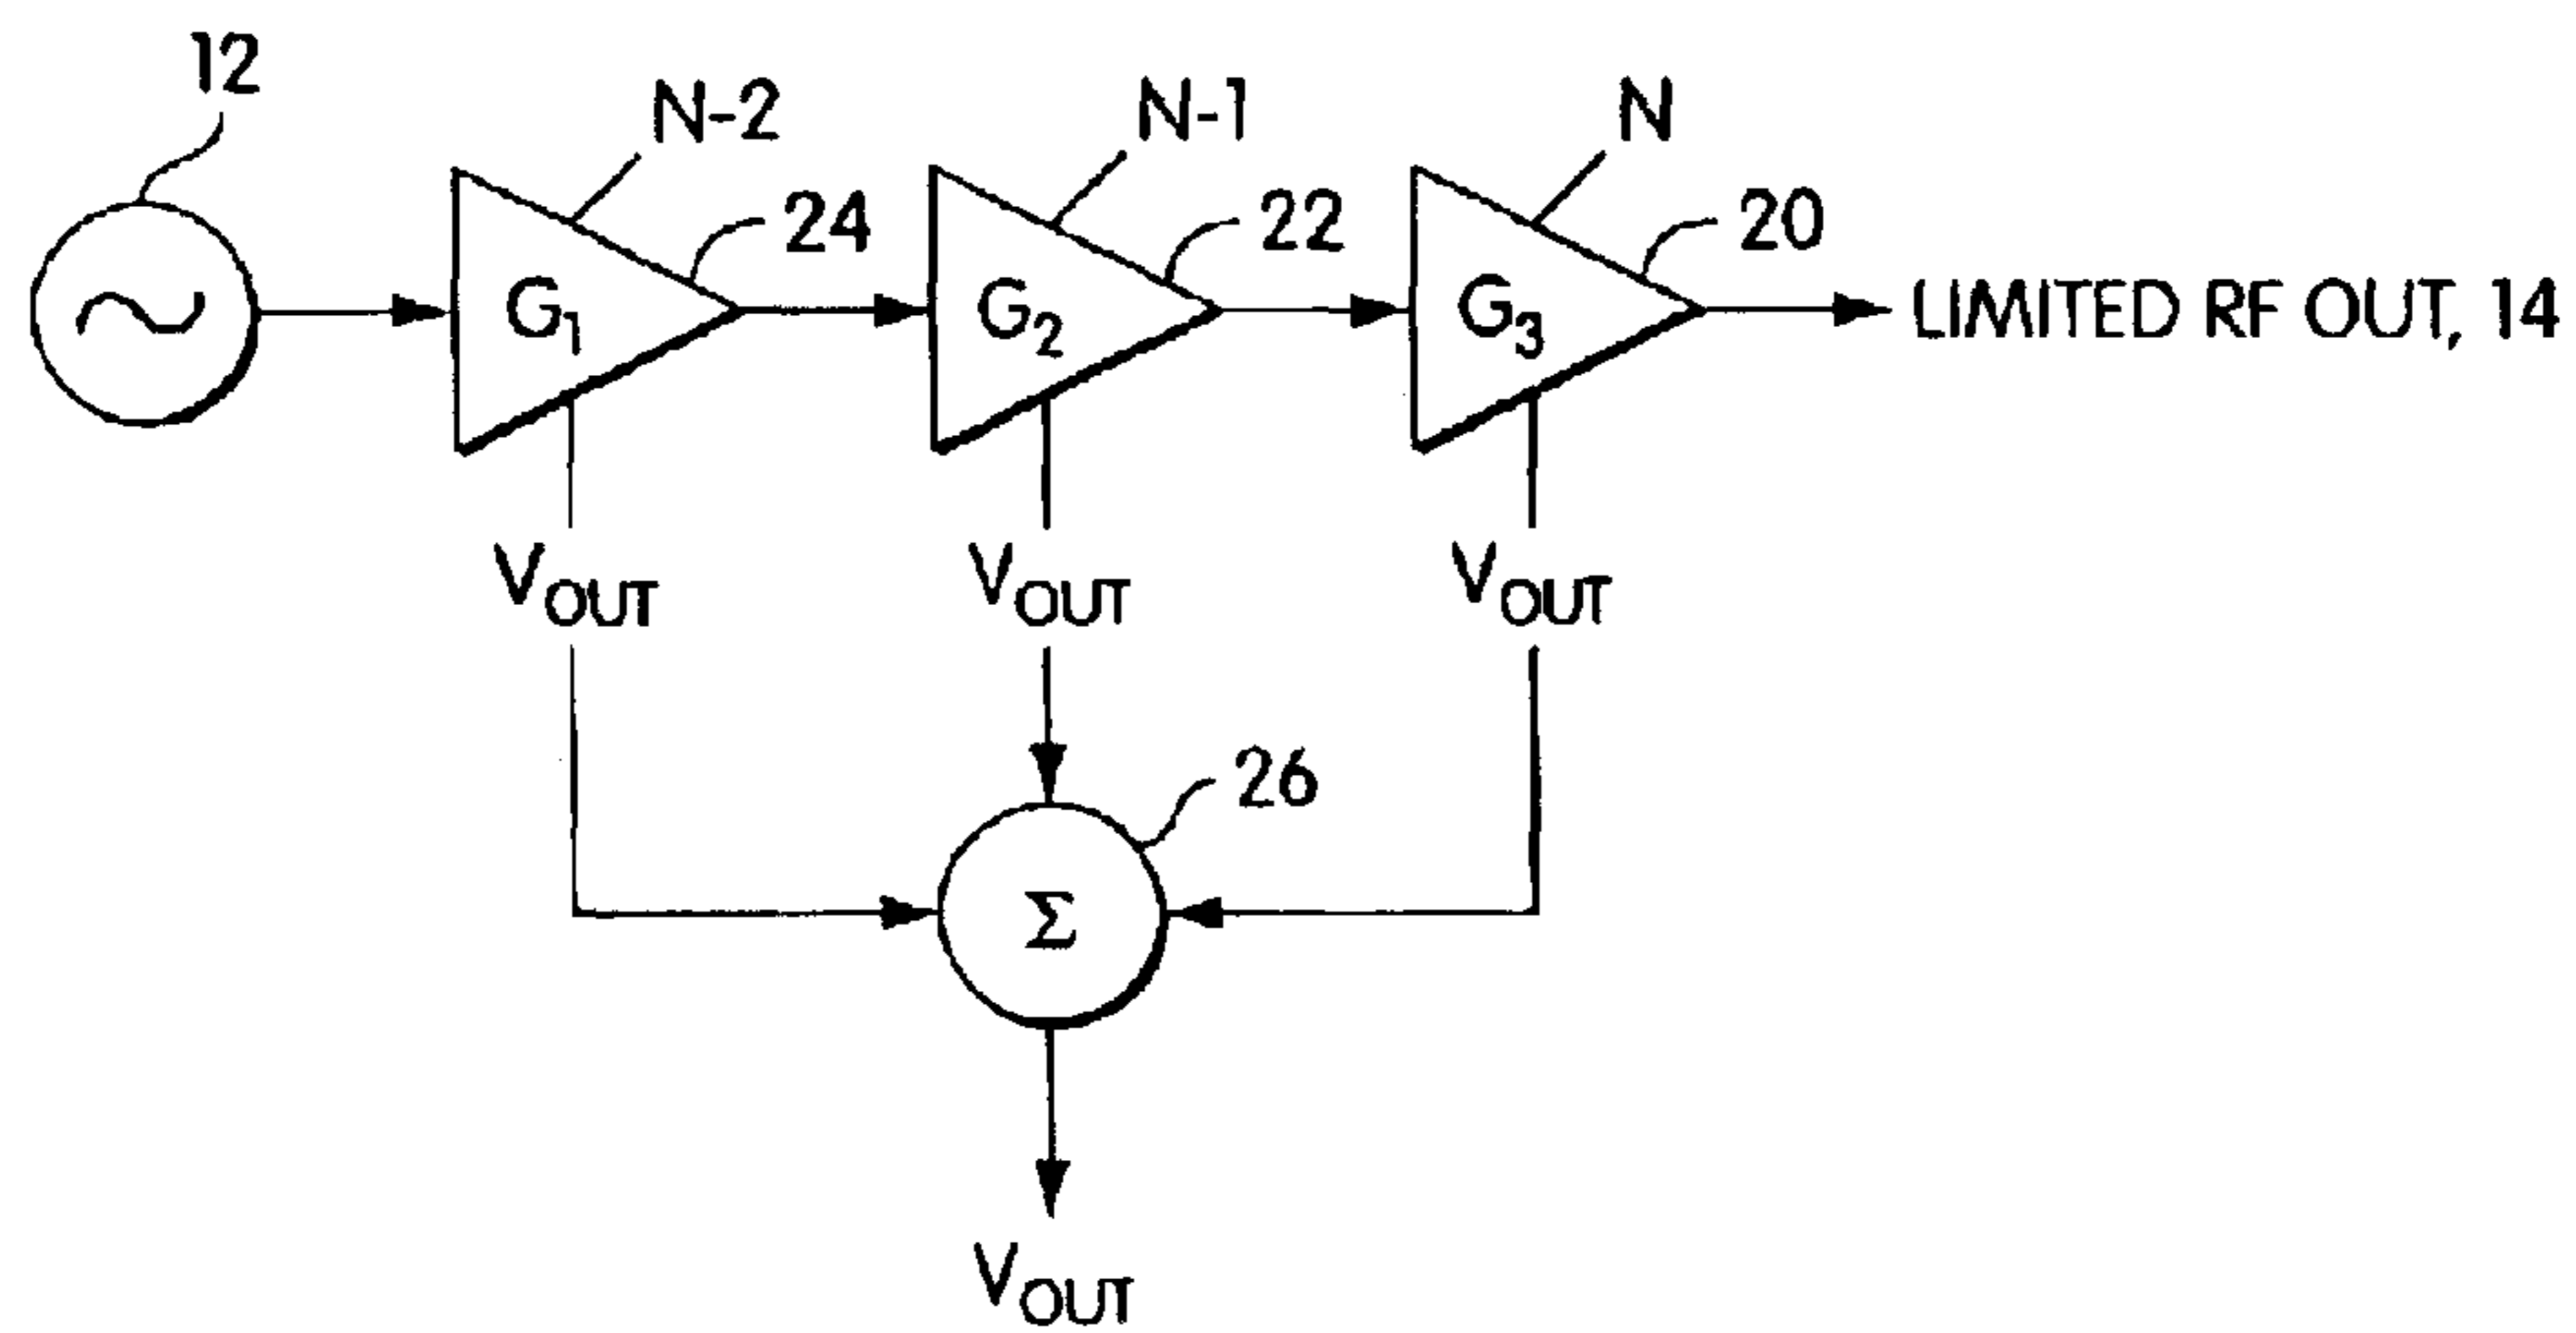 12
N-2
N-1
N
24
22
20
G1
G2
G3
LIMITED RF OUT, 14
VOUT
VOUT
VOUT
26
Σ
VOUT